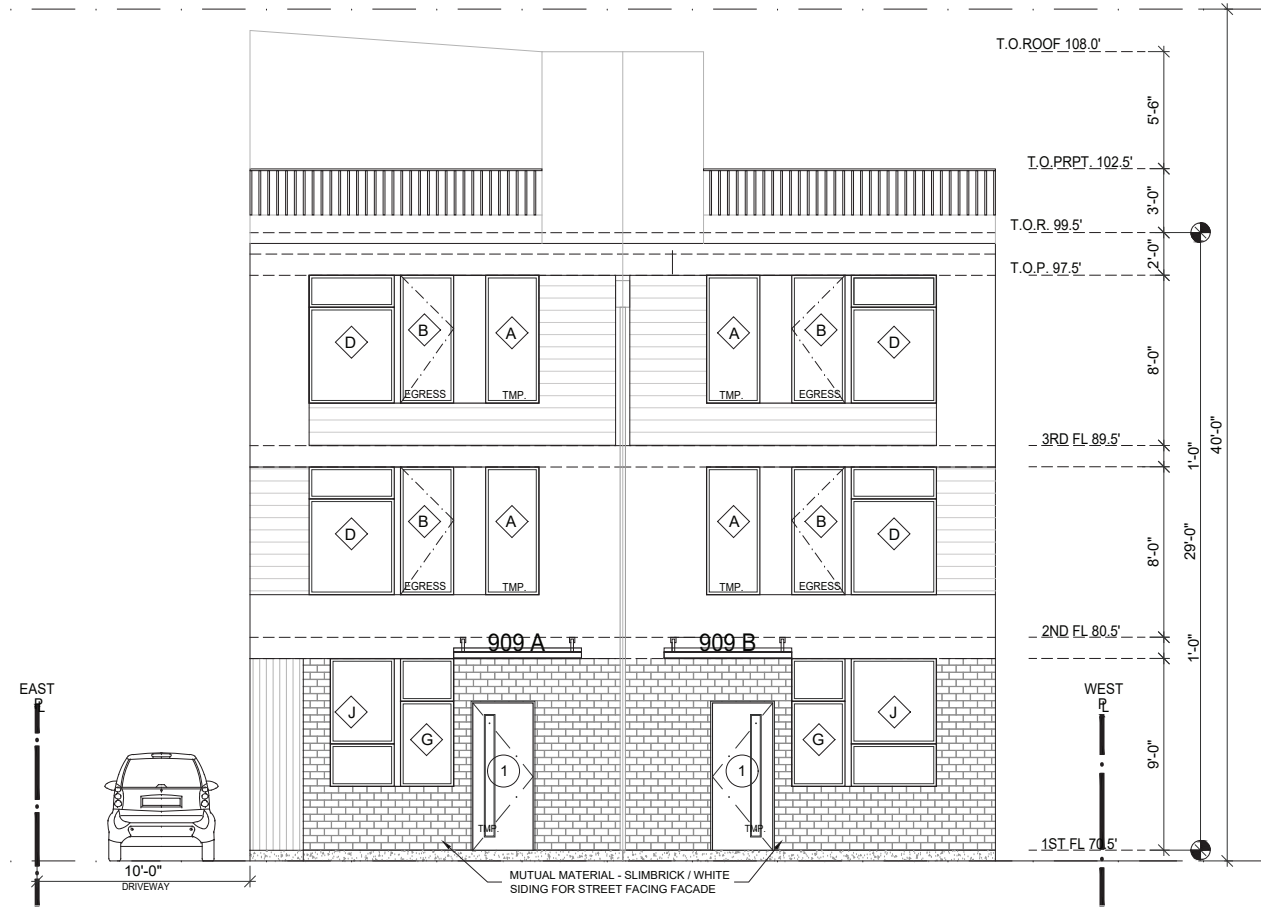 T.O.ROOF 108.0'
5'-6"
T.O.PRPT. 102.5'
3'-0"
T.O.R. 99.5'
2'-0"
T.O.P. 97.5'
D B A A B D
EGRESS TMP. TMP. EGRESS
8'-0"
40'-0"
3RD FL 89.5'
1'-0"
D B A A B D
EGRESS TMP. TMP. EGRESS
8'-0"
29'-0"
2ND FL 80.5'
909 A 909 B
1'-0"
EAST
PL
WEST
PL
J G 1 1 G J
9'-0"
TMP. TMP.
1ST FL 70.5'
10'-0"
DRIVEWAY
MUTUAL MATERIAL - SLIMBRICK / WHITE
SIDING FOR STREET FACING FACADE